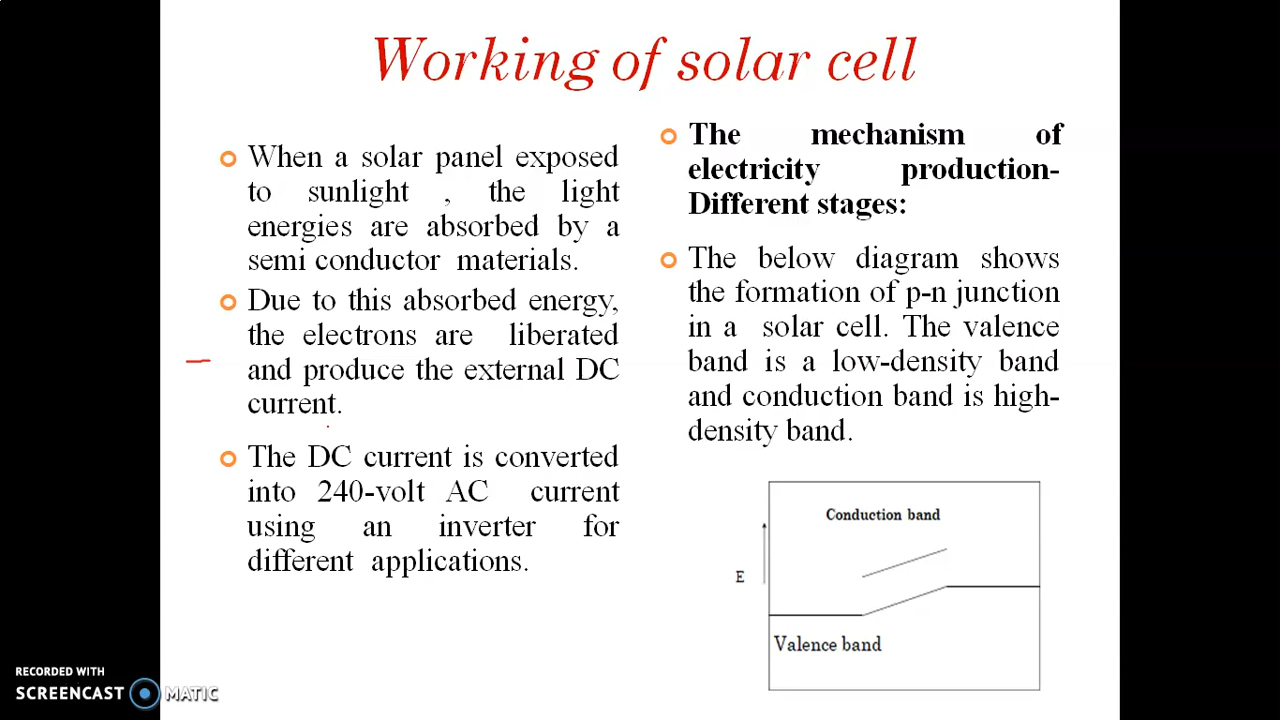 Working of solar cell
When a solar panel exposed
to sunlight , the light
energies are absorbed by a
semi conductor materials.
Due to this absorbed energy,
the electrons are liberated
and produce the external DC
current.
The DC current is converted
into 240-volt AC current
using an inverter for
different applications.
The mechanism of
electricity production-
Different stages:
The below diagram shows
the formation of p-n junction
in a solar cell. The valence
band is a low-density band
and conduction band is high-
density band.
Conduction band
E
Valence band
RECORDED WITH
SCREENCAST MATIC